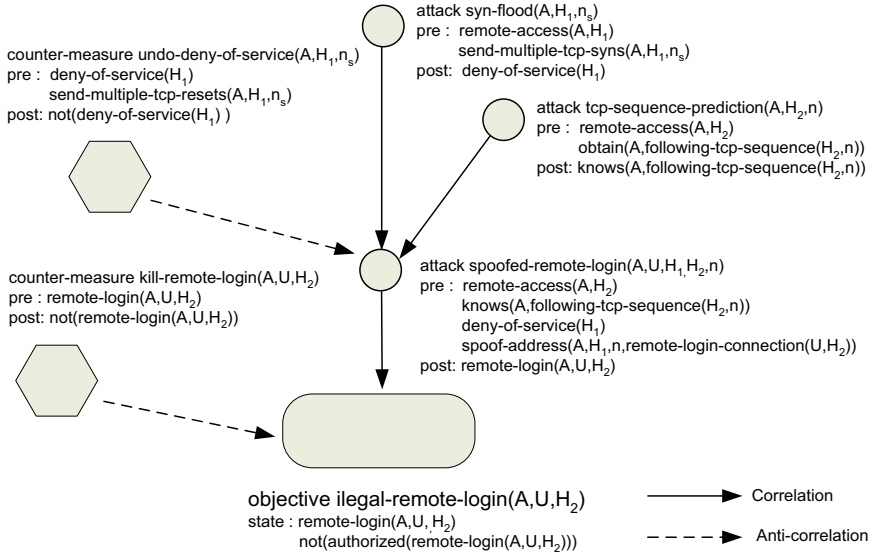 attack syn-flood(A,H1,ns)
pre : remote-access(A,H1)
send-multiple-tcp-syns(A,H1,ns)
post: deny-of-service(H1)
counter-measure undo-deny-of-service(A,H1,ns)
pre : deny-of-service(H1)
send-multiple-tcp-resets(A,H1,ns)
post: not(deny-of-service(H1) )
attack tcp-sequence-prediction(A,H2,n)
pre : remote-access(A,H2)
obtain(A,following-tcp-sequence(H2,n))
post: knows(A,following-tcp-sequence(H2,n))
counter-measure kill-remote-login(A,U,H2)
pre : remote-login(A,U,H2)
post: not(remote-login(A,U,H2))
attack spoofed-remote-login(A,U,H1,H2,n)
pre : remote-access(A,H2)
knows(A,following-tcp-sequence(H2,n))
deny-of-service(H1)
spoof-address(A,H1,n,remote-login-connection(U,H2))
post: remote-login(A,U,H2)
objective ilegal-remote-login(A,U,H2)
state : remote-login(A,U,,H2)
not(authorized(remote-login(A,U,H2)))
Correlation
Anti-correlation